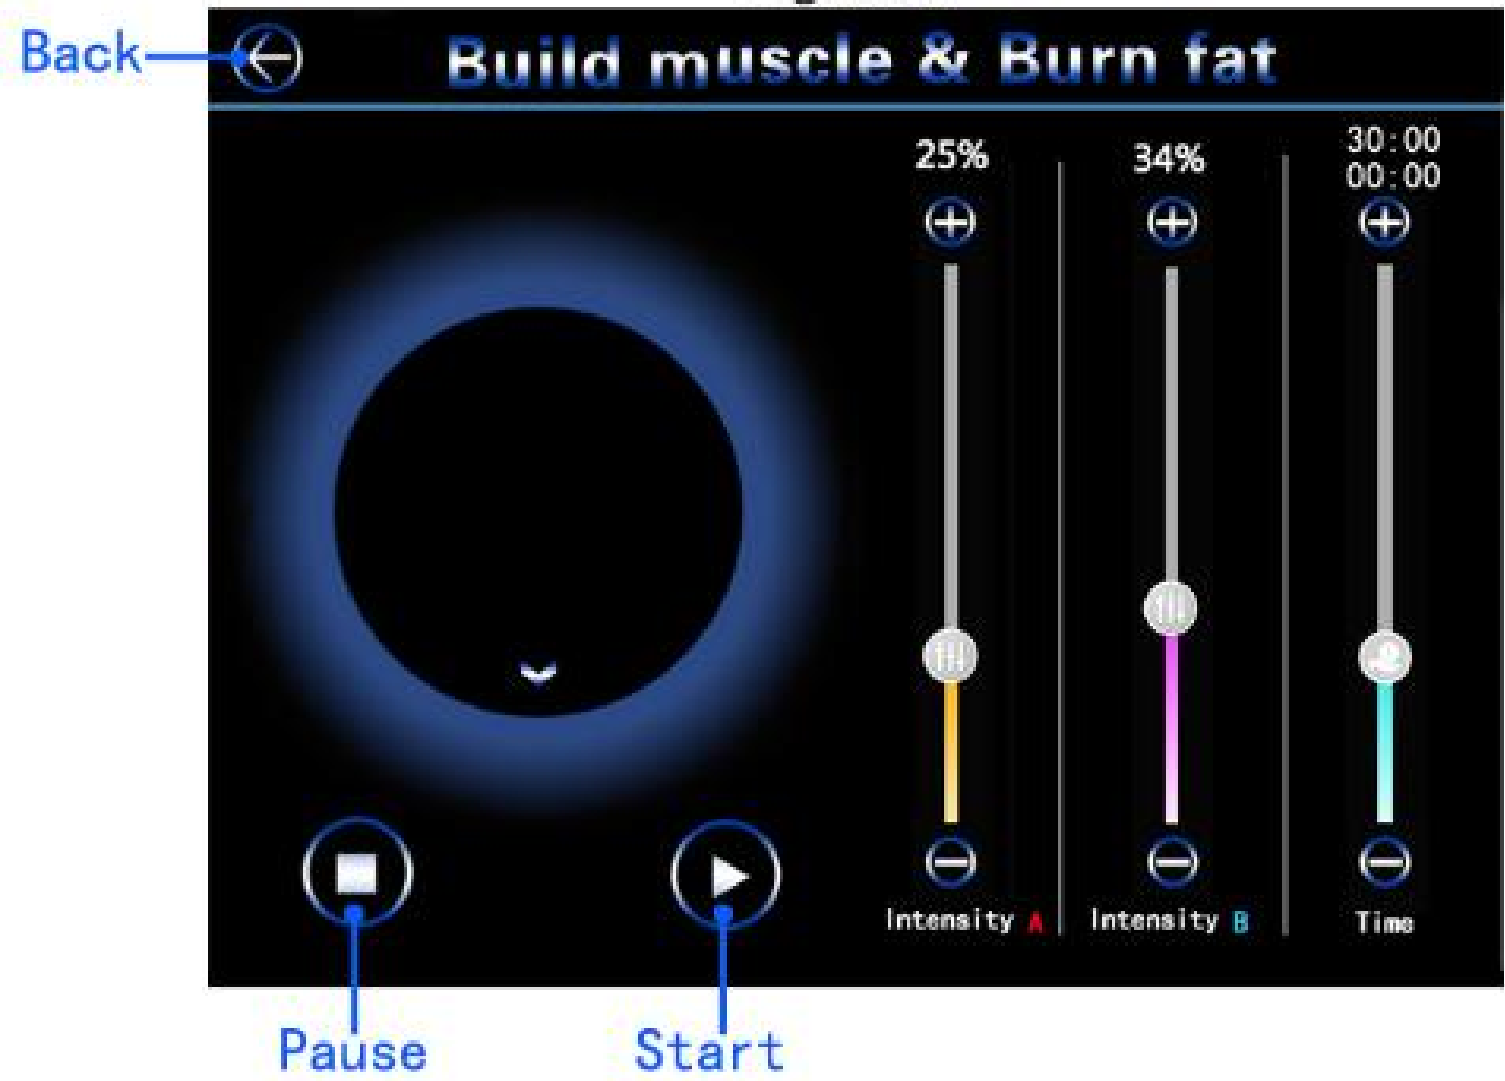 Back
Build muscle & Burn fat
25%
34%
30:00
00:00
Intensity A
Intensity B
Time
Pause
Start